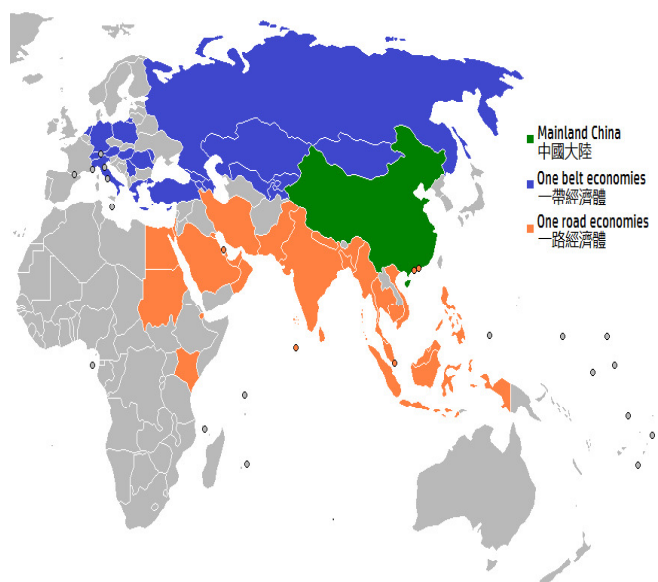 Mainland China
中國大陸
One belt economies
一帶經濟體
One road economies
一路經濟體